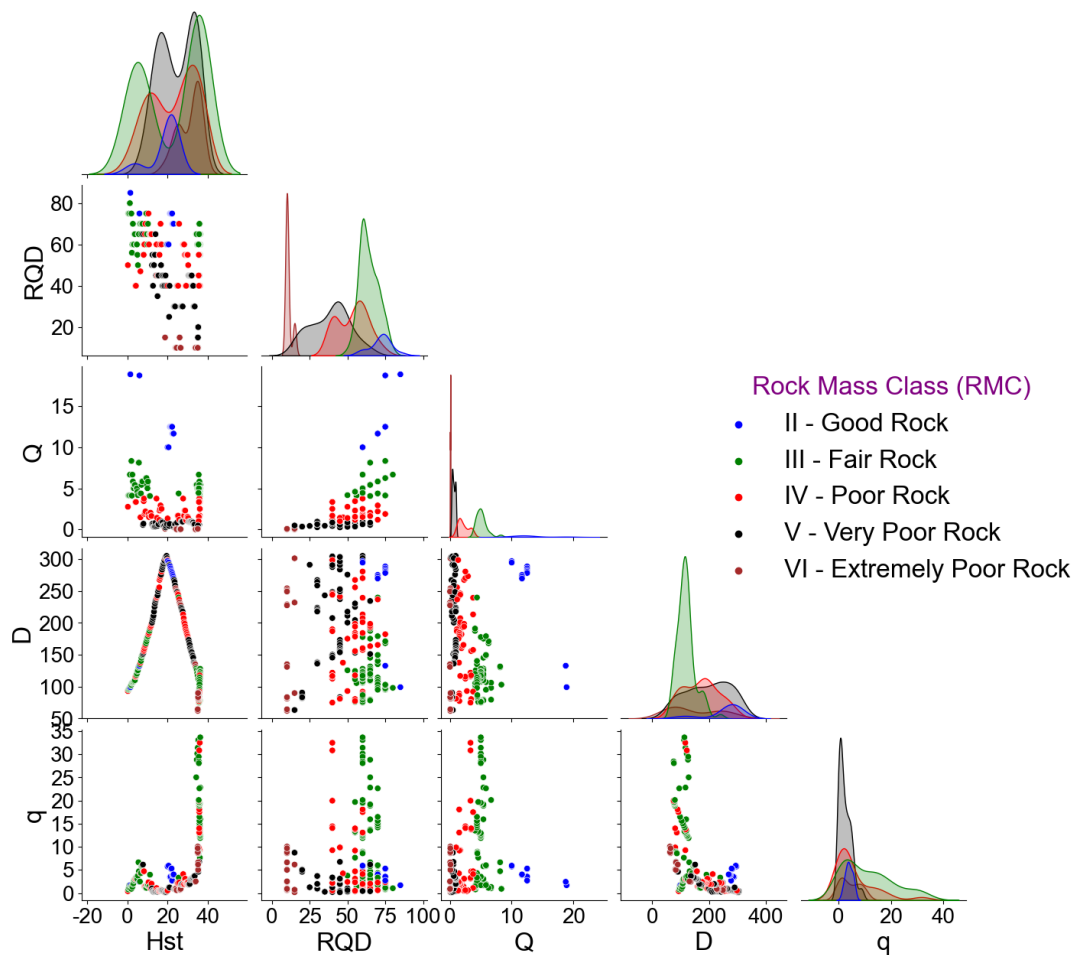 RQD
80
60
40
20
Q
15
10
5
0
Rock Mass Class (RMC)
II - Good Rock
III - Fair Rock
IV - Poor Rock
V - Very Poor Rock
VI - Extremely Poor Rock
D
300
250
200
150
100
50
q
35
30
25
20
15
10
5
0
-20 0 20 40
0 25 50 75 100
0 10 20
0 200 400
0 20 40
Hst RQD Q D q